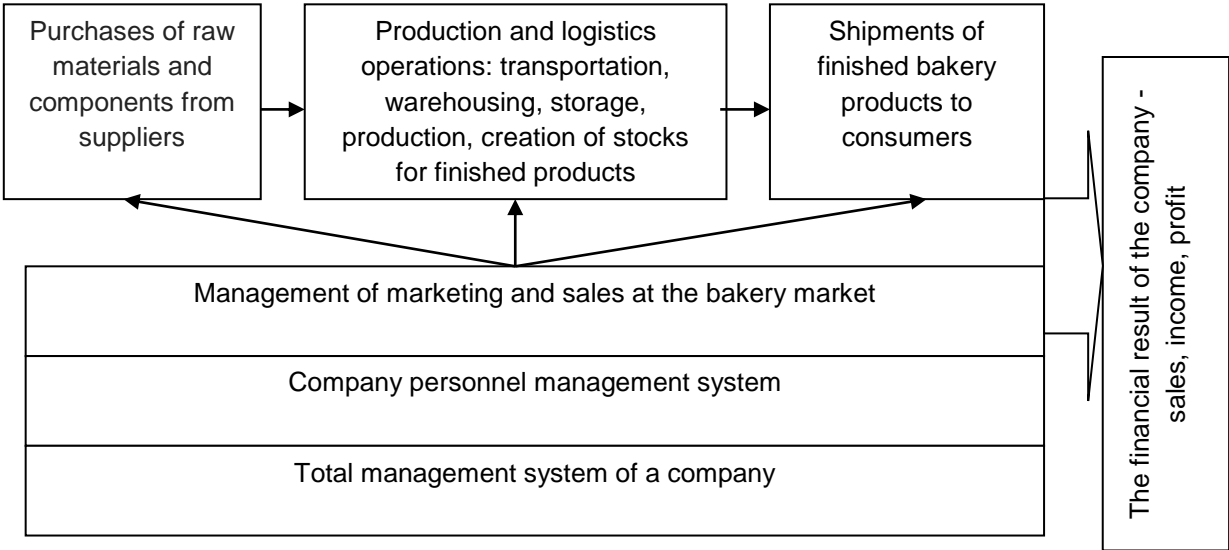 Purchases of raw
materials and
components from
suppliers
Production and logistics
operations: transportation,
warehousing, storage,
production, creation of stocks
for finished products
Shipments of
finished bakery
products to
consumers
Management of marketing and sales at the bakery market
Company personnel management system
Total management system of a company
The financial result of the company -
sales, income, profit